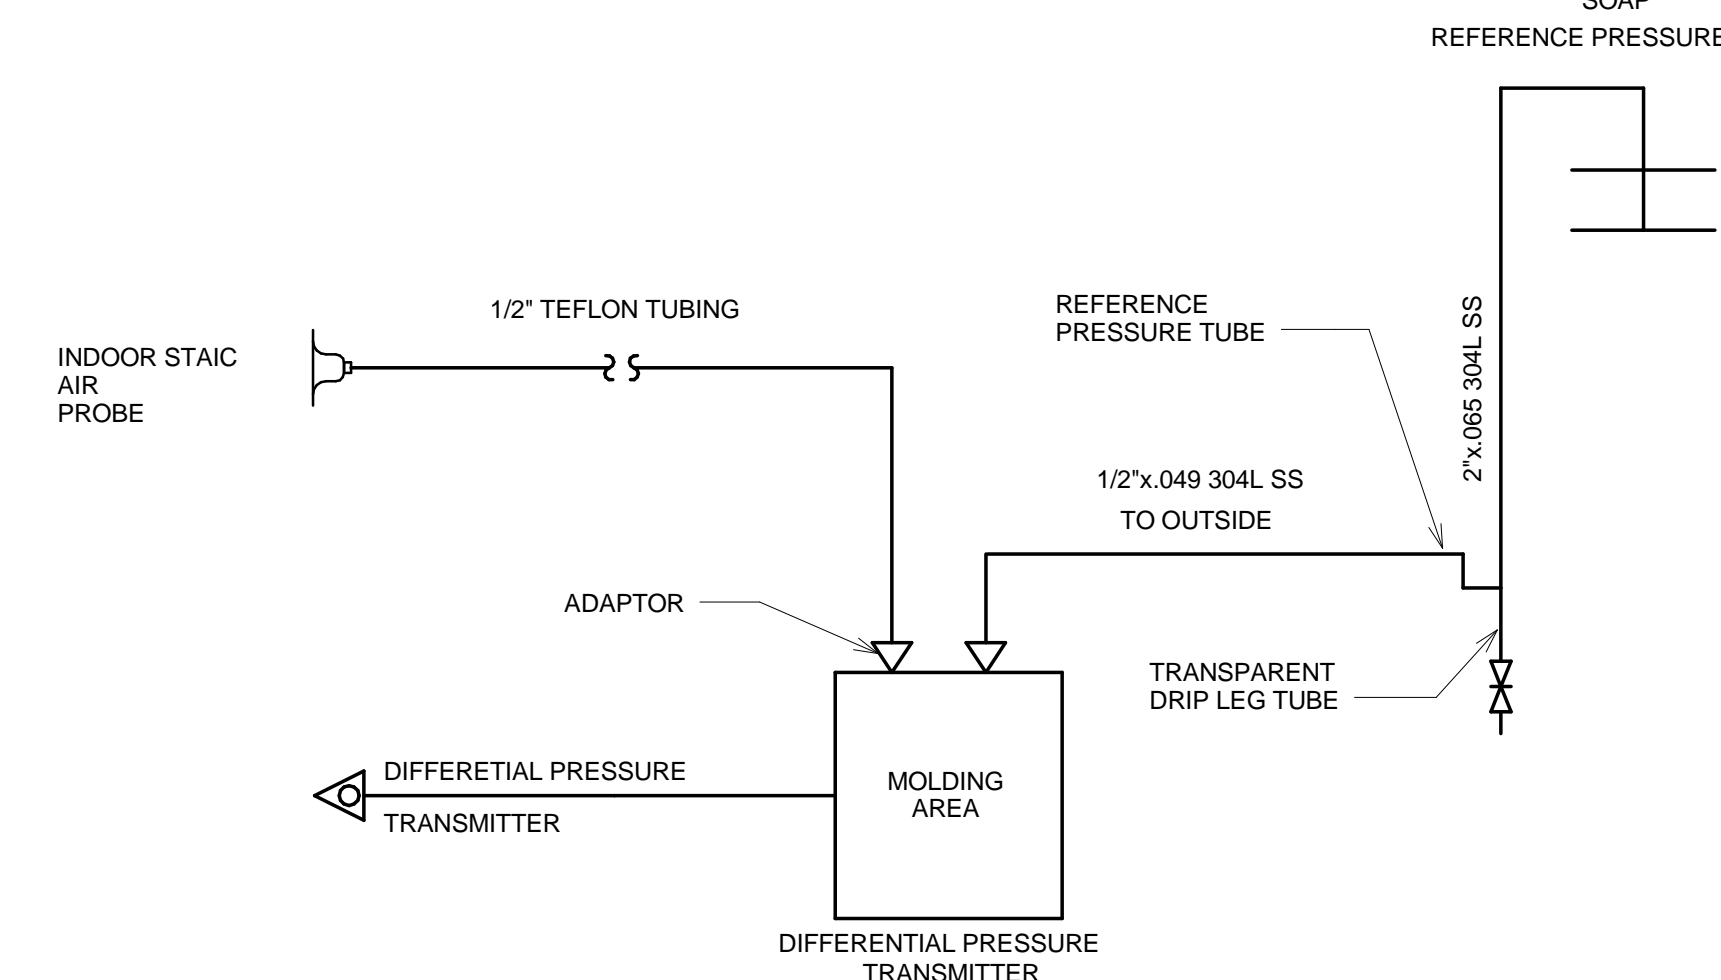 SOAP
REFERENCE PRESSURE
1/2" TEFLON TUBING
REFERENCE
PRESSURE TUBE
2"x.065 304L SS
INDOOR STAIC
AIR
PROBE
1/2"x.049 304L SS
TO OUTSIDE
ADAPTOR
TRANSPARENT
DRIP LEG TUBE
DIFFERETIAL PRESSURE
TRANSMITTER
MOLDING
AREA
DIFFERENTIAL PRESSURE
TRANSMITTER